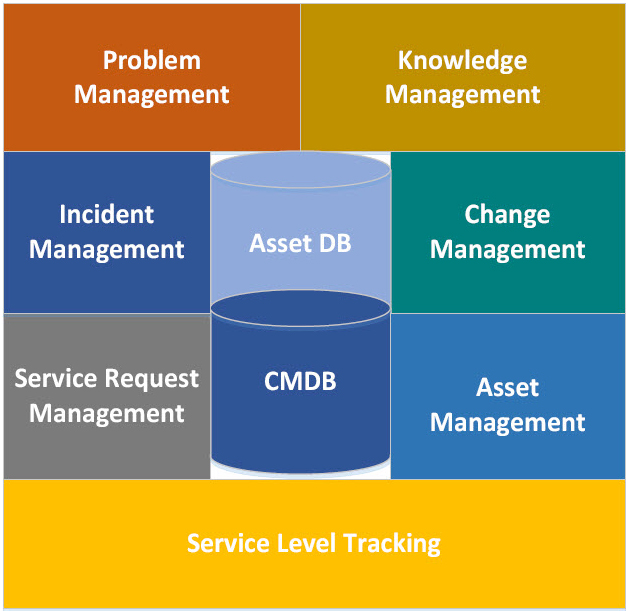 Problem
Management
Knowledge
Management
Incident
Management
Asset DB
Change
Management
Service Request
Management
CMDB
Asset
Management
Service Level Tracking